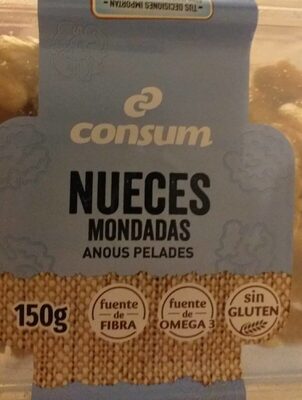 TUS DECISIONES IMPORTAN
consum
NUECES
MONDADAS
ANOUS PELADES
150g
fuente
de
FIBRA
fuente
de
OMEGA 3
sin
GLUTEN